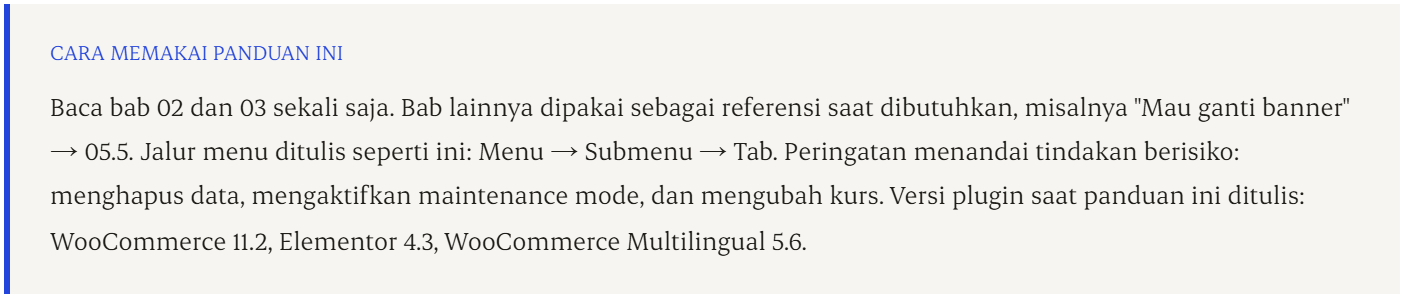 CARA MEMAKAI PANDUAN INI
Baca bab 02 dan 03 sekali saja. Bab lainnya dipakai sebagai referensi saat dibutuhkan, misalnya "Mau ganti banner"
→ 05.5. Jalur menu ditulis seperti ini: Menu → Submenu → Tab. Peringatan menandai tindakan berisiko:
menghapus data, mengaktifkan maintenance mode, dan mengubah kurs. Versi plugin saat panduan ini ditulis:
WooCommerce 11.2, Elementor 4.3, WooCommerce Multilingual 5.6.